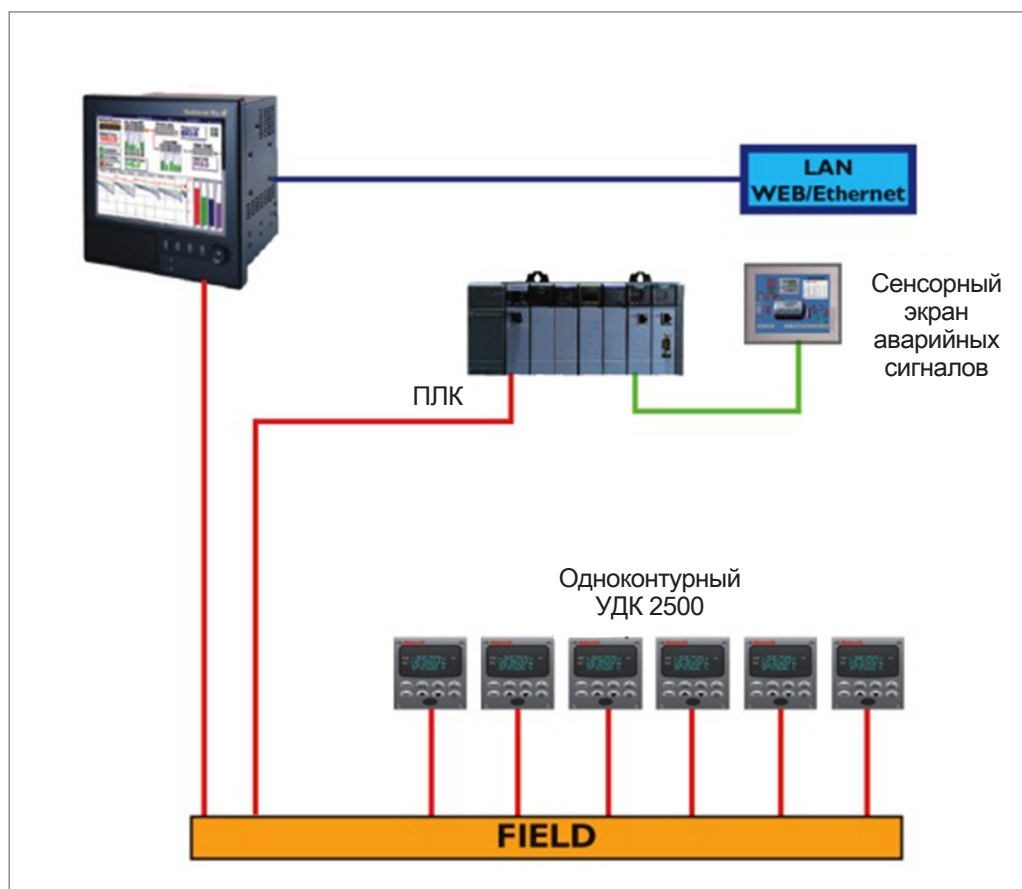 LAN
WEB/Ethernet
Сенсорный
экран
аварийных
сигналов
ПЛК
Одноконтурный
УДК 2500
FIELD